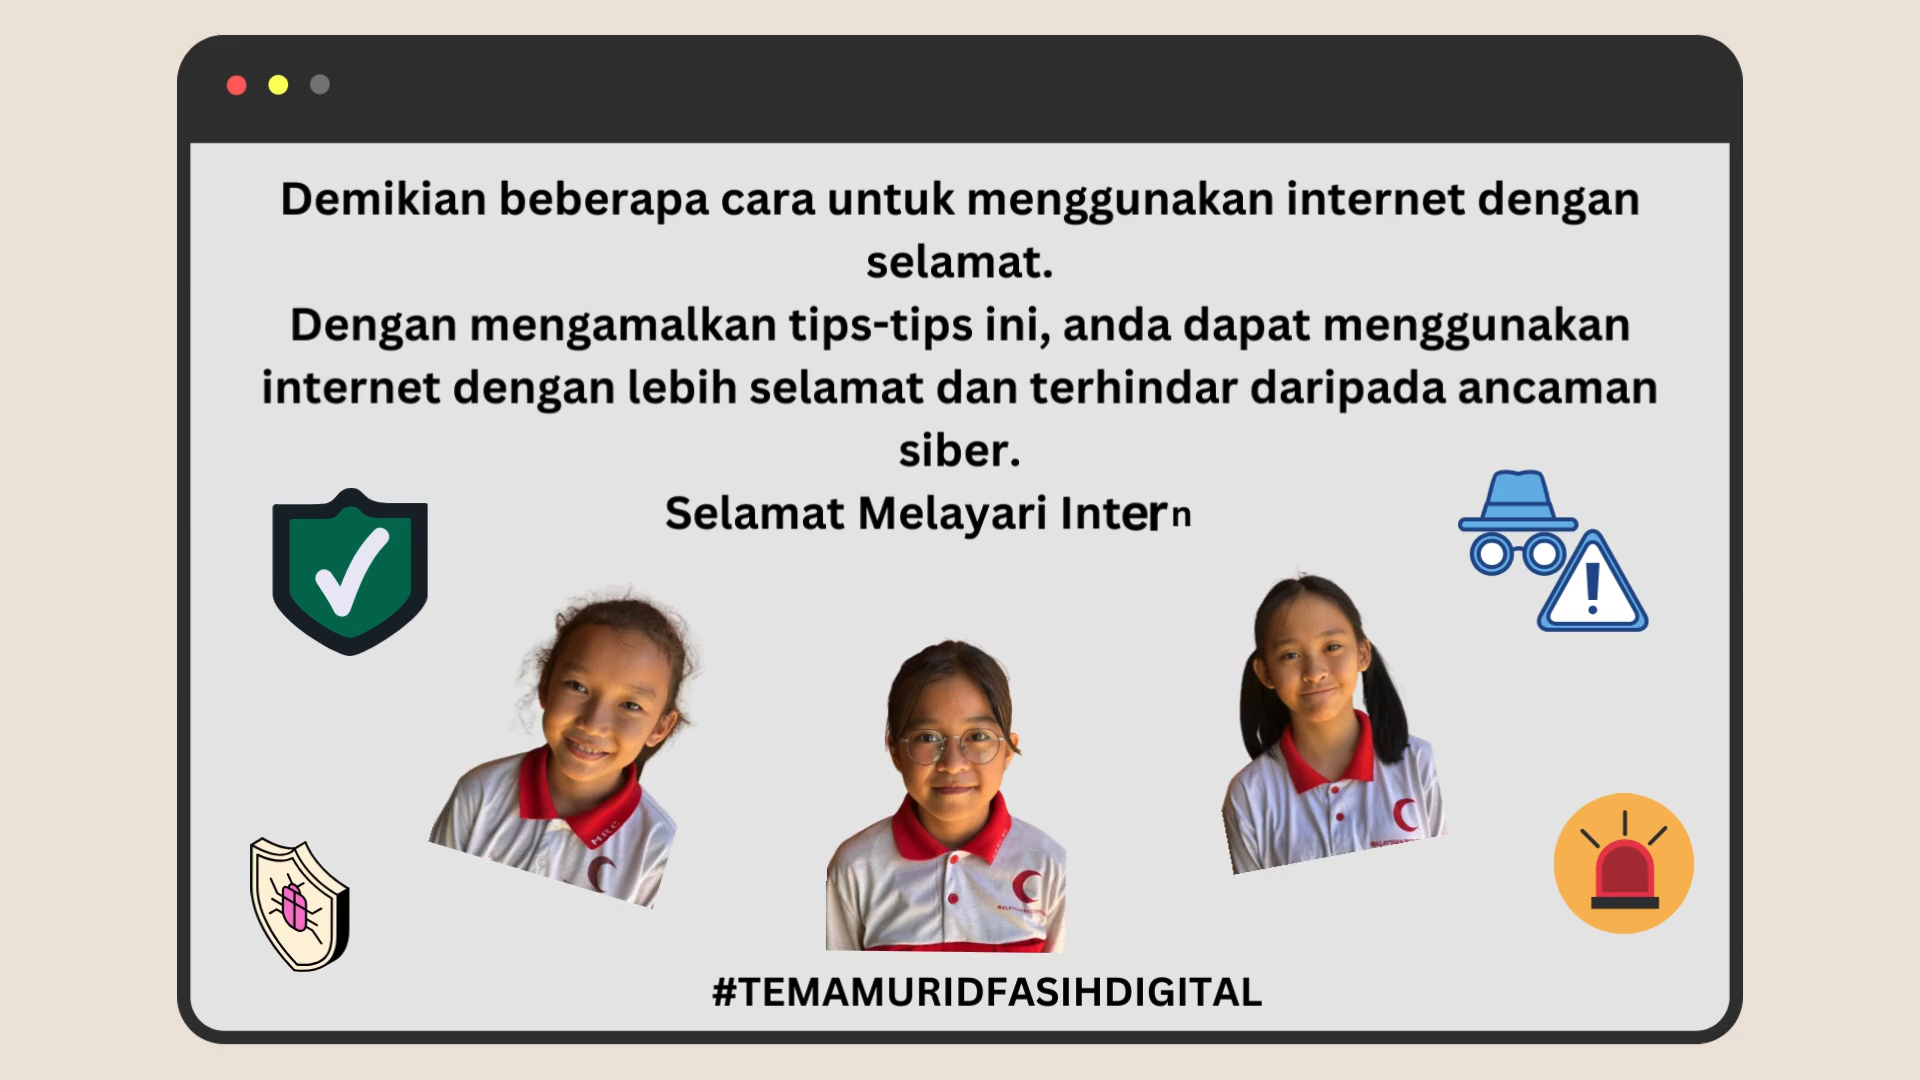 Demikian beberapa cara untuk menggunakan internet dengan
selamat.
Dengan mengamalkan tips-tips ini, anda dapat menggunakan
internet dengan lebih selamat dan terhindar daripada ancaman
siber.
Selamat Melayari Intern
M.R.C.
#TEMAMURIDFASIHDIGITAL